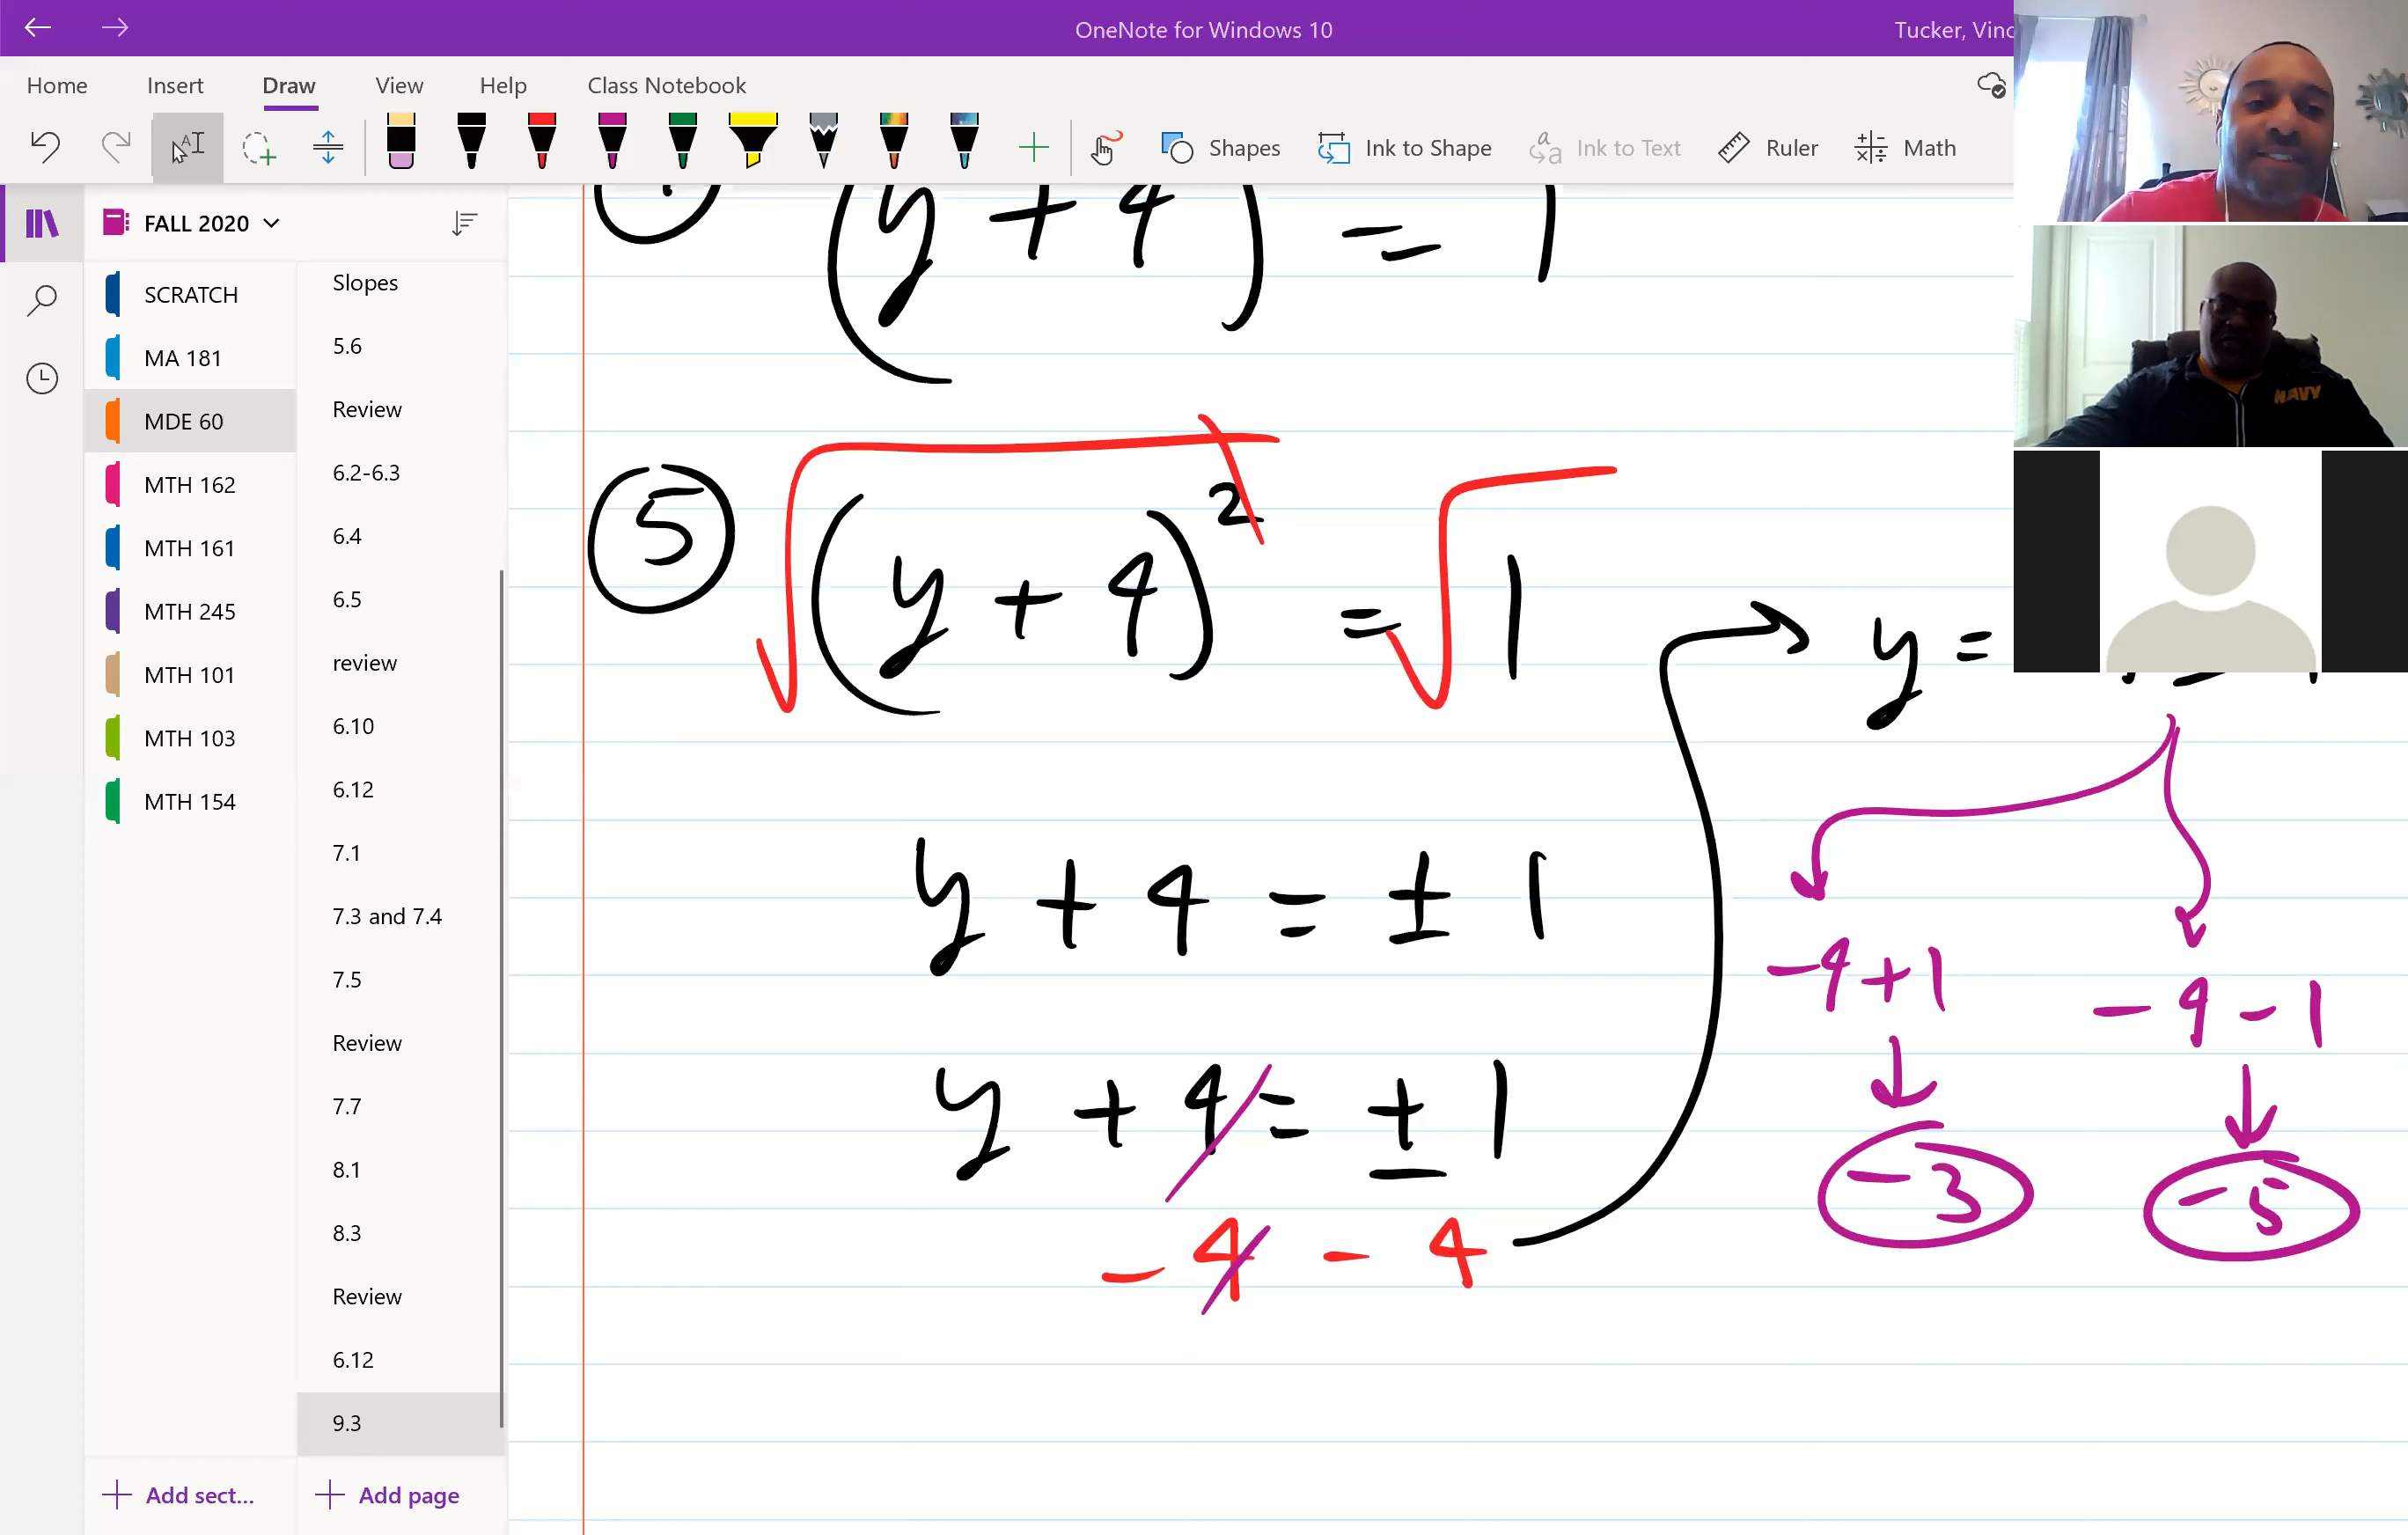 OneNote for Windows 10
Tucker, Vinc
Home Insert Draw View Help Class Notebook
Shapes Ink to Shape Ink to Text Ruler Math
FALL 2020
SCRATCH
MA 181
MDE 60
MTH 162
MTH 161
MTH 245
MTH 101
MTH 103
MTH 154
Add sect...
Slopes
5.6
Review
6.2-6.3
6.4
6.5
review
6.10
6.12
7.1
7.3 and 7.4
7.5
Review
7.7
8.1
8.3
Review
6.12
9.3
Add page
(y + 4) = 1
5 √(y + 4)² = √1
y + 4 = ± 1
y + 4 = ± 1
- 4 - 4
y =
-4+1 -4-1
-3 -5
NAVY